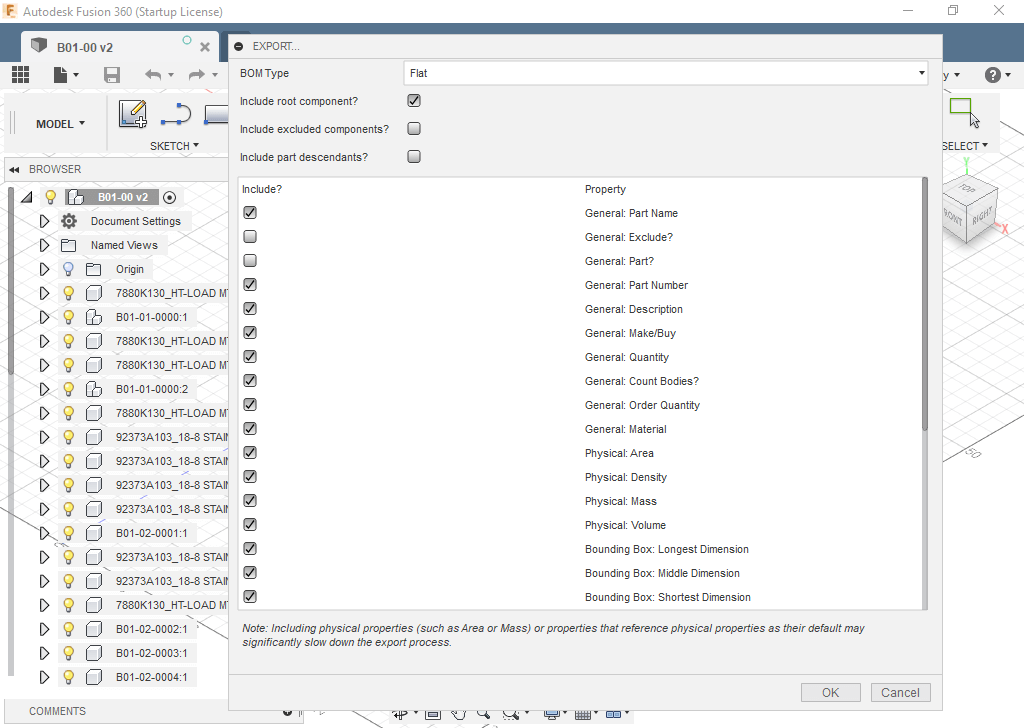 Autodesk Fusion 360 (Startup License)
B01-00 v2
EXPORT...
BOM Type
Flat
Include root component?
Include excluded components?
Include part descendants?
MODEL
SKETCH
SELECT
TOP
FRONT
RIGHT
Y
X
50
BROWSER
B01-00 v2
Document Settings
Named Views
Origin
7880K130_HT-LOAD
B01-01-0000:1
7880K130_HT-LOAD
7880K130_HT-LOAD
B01-01-0000:2
7880K130_HT-LOAD
92373A103_18-8 STAI
92373A103_18-8 STAI
92373A103_18-8 STAI
92373A103_18-8 STAI
B01-02-0001:1
92373A103_18-8 STAI
92373A103_18-8 STAI
7880K130_HT-LOAD
B01-02-0002:1
B01-02-0003:1
B01-02-0004:1
COMMENTS
Include? Property
General: Part Name
General: Exclude?
General: Part?
General: Part Number
General: Description
General: Make/Buy
General: Quantity
General: Count Bodies?
General: Order Quantity
General: Material
Physical: Area
Physical: Density
Physical: Mass
Physical: Volume
Bounding Box: Longest Dimension
Bounding Box: Middle Dimension
Bounding Box: Shortest Dimension
Note: Including physical properties (such as Area or Mass) or properties that reference physical properties as their default may
significantly slow down the export process.
OK Cancel